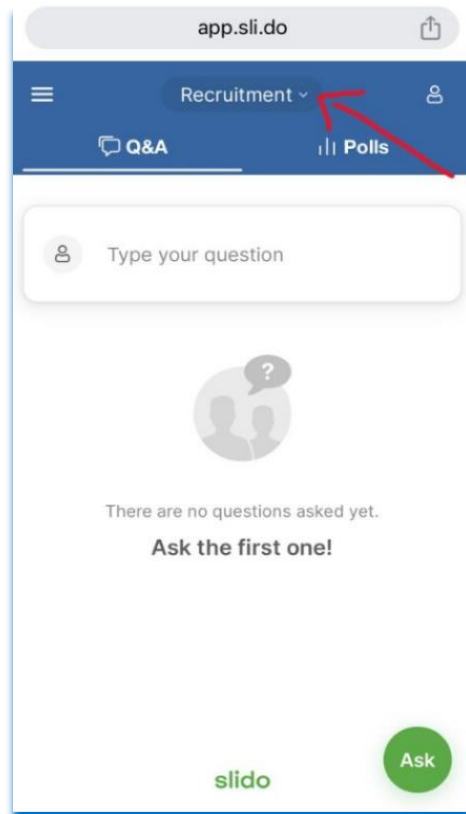 app.sli.do
Recruitment
Q&A
Polls
Type your question
?
There are no questions asked yet.
Ask the first one!
Ask
slido